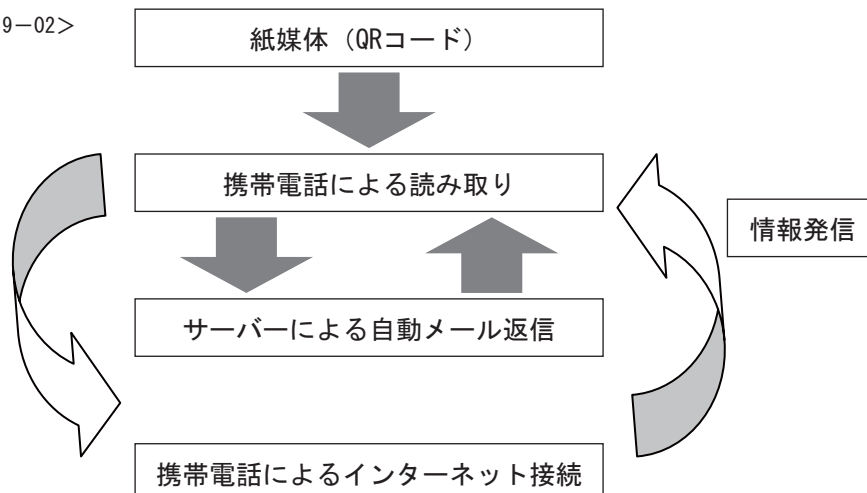 9−02>
紙媒体（QRコード）
携帯電話による読み取り
情報発信
サーバーによる自動メール返信
携帯電話によるインターネット接続